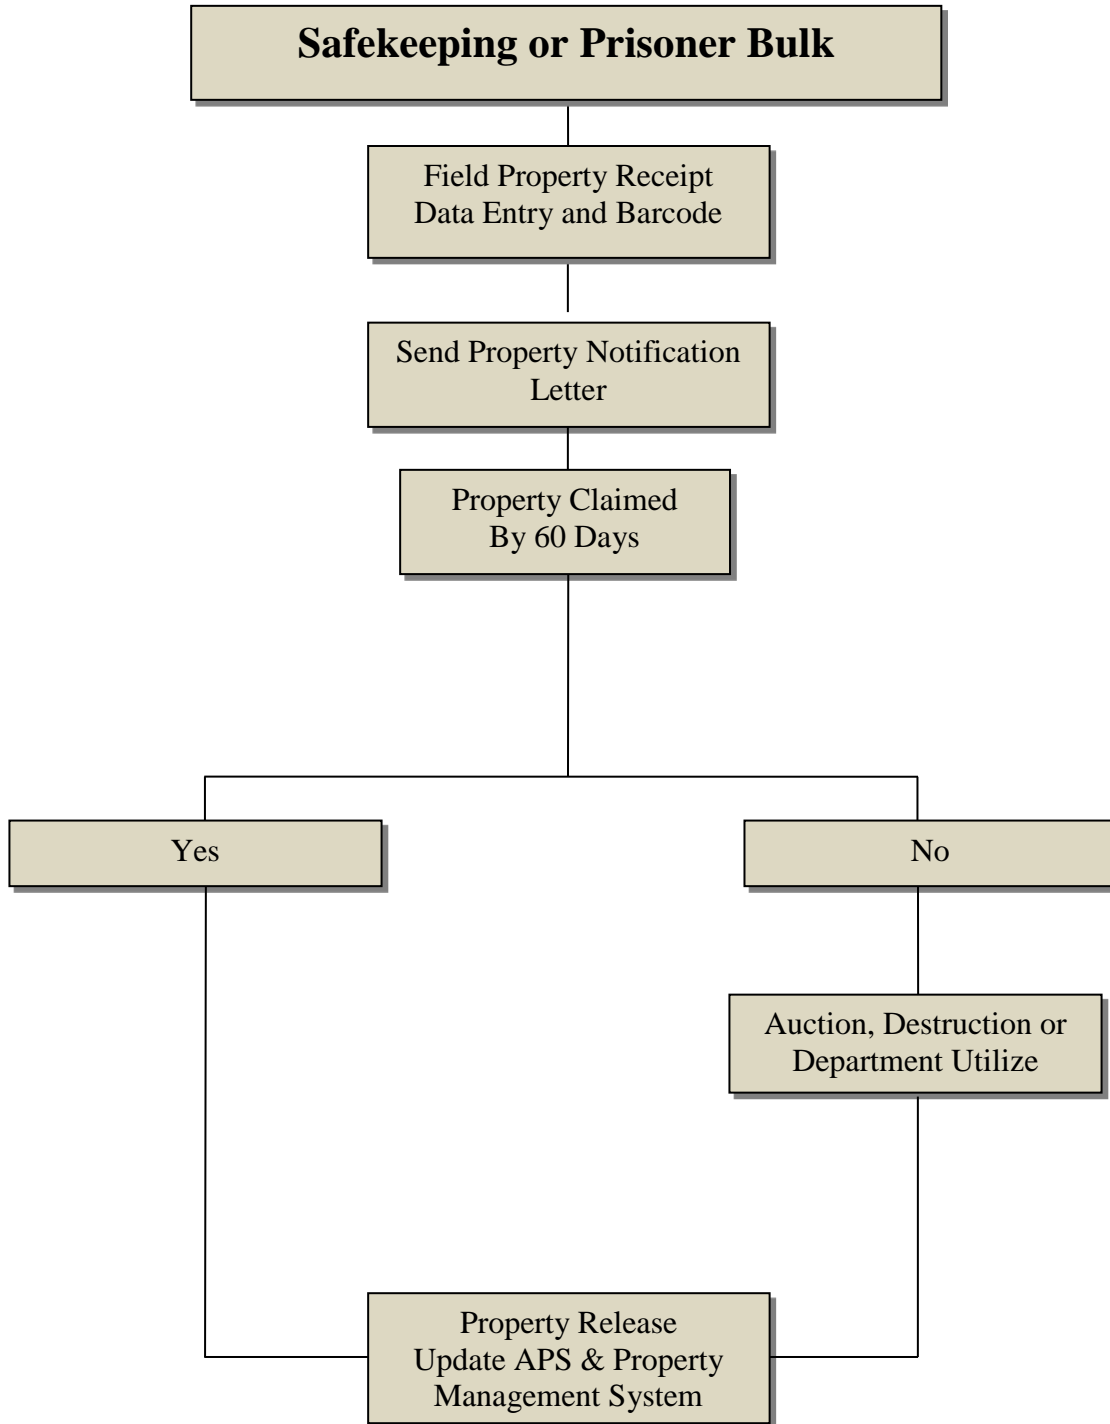 Safekeeping or Prisoner Bulk
Field Property Receipt
Data Entry and Barcode
Send Property Notification
Letter
Property Claimed
By 60 Days
Yes
No
Auction, Destruction or
Department Utilize
Property Release
Update APS & Property
Management System